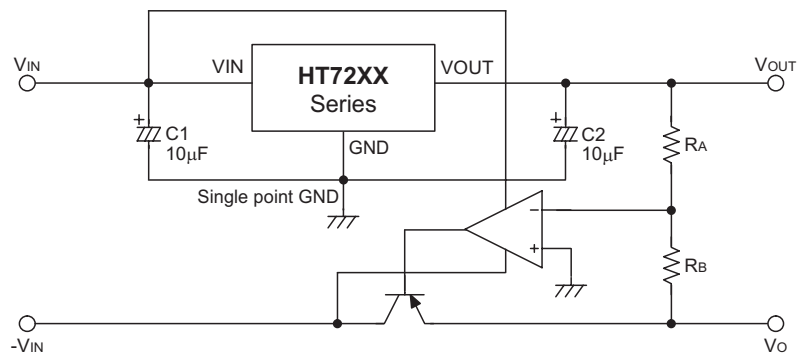 VIN
VIN
HT72XX
Series
VOUT
VOUT
C1
10μF
GND
C2
10μF
RA
Single point GND
−
+
RB
-VIN
VO